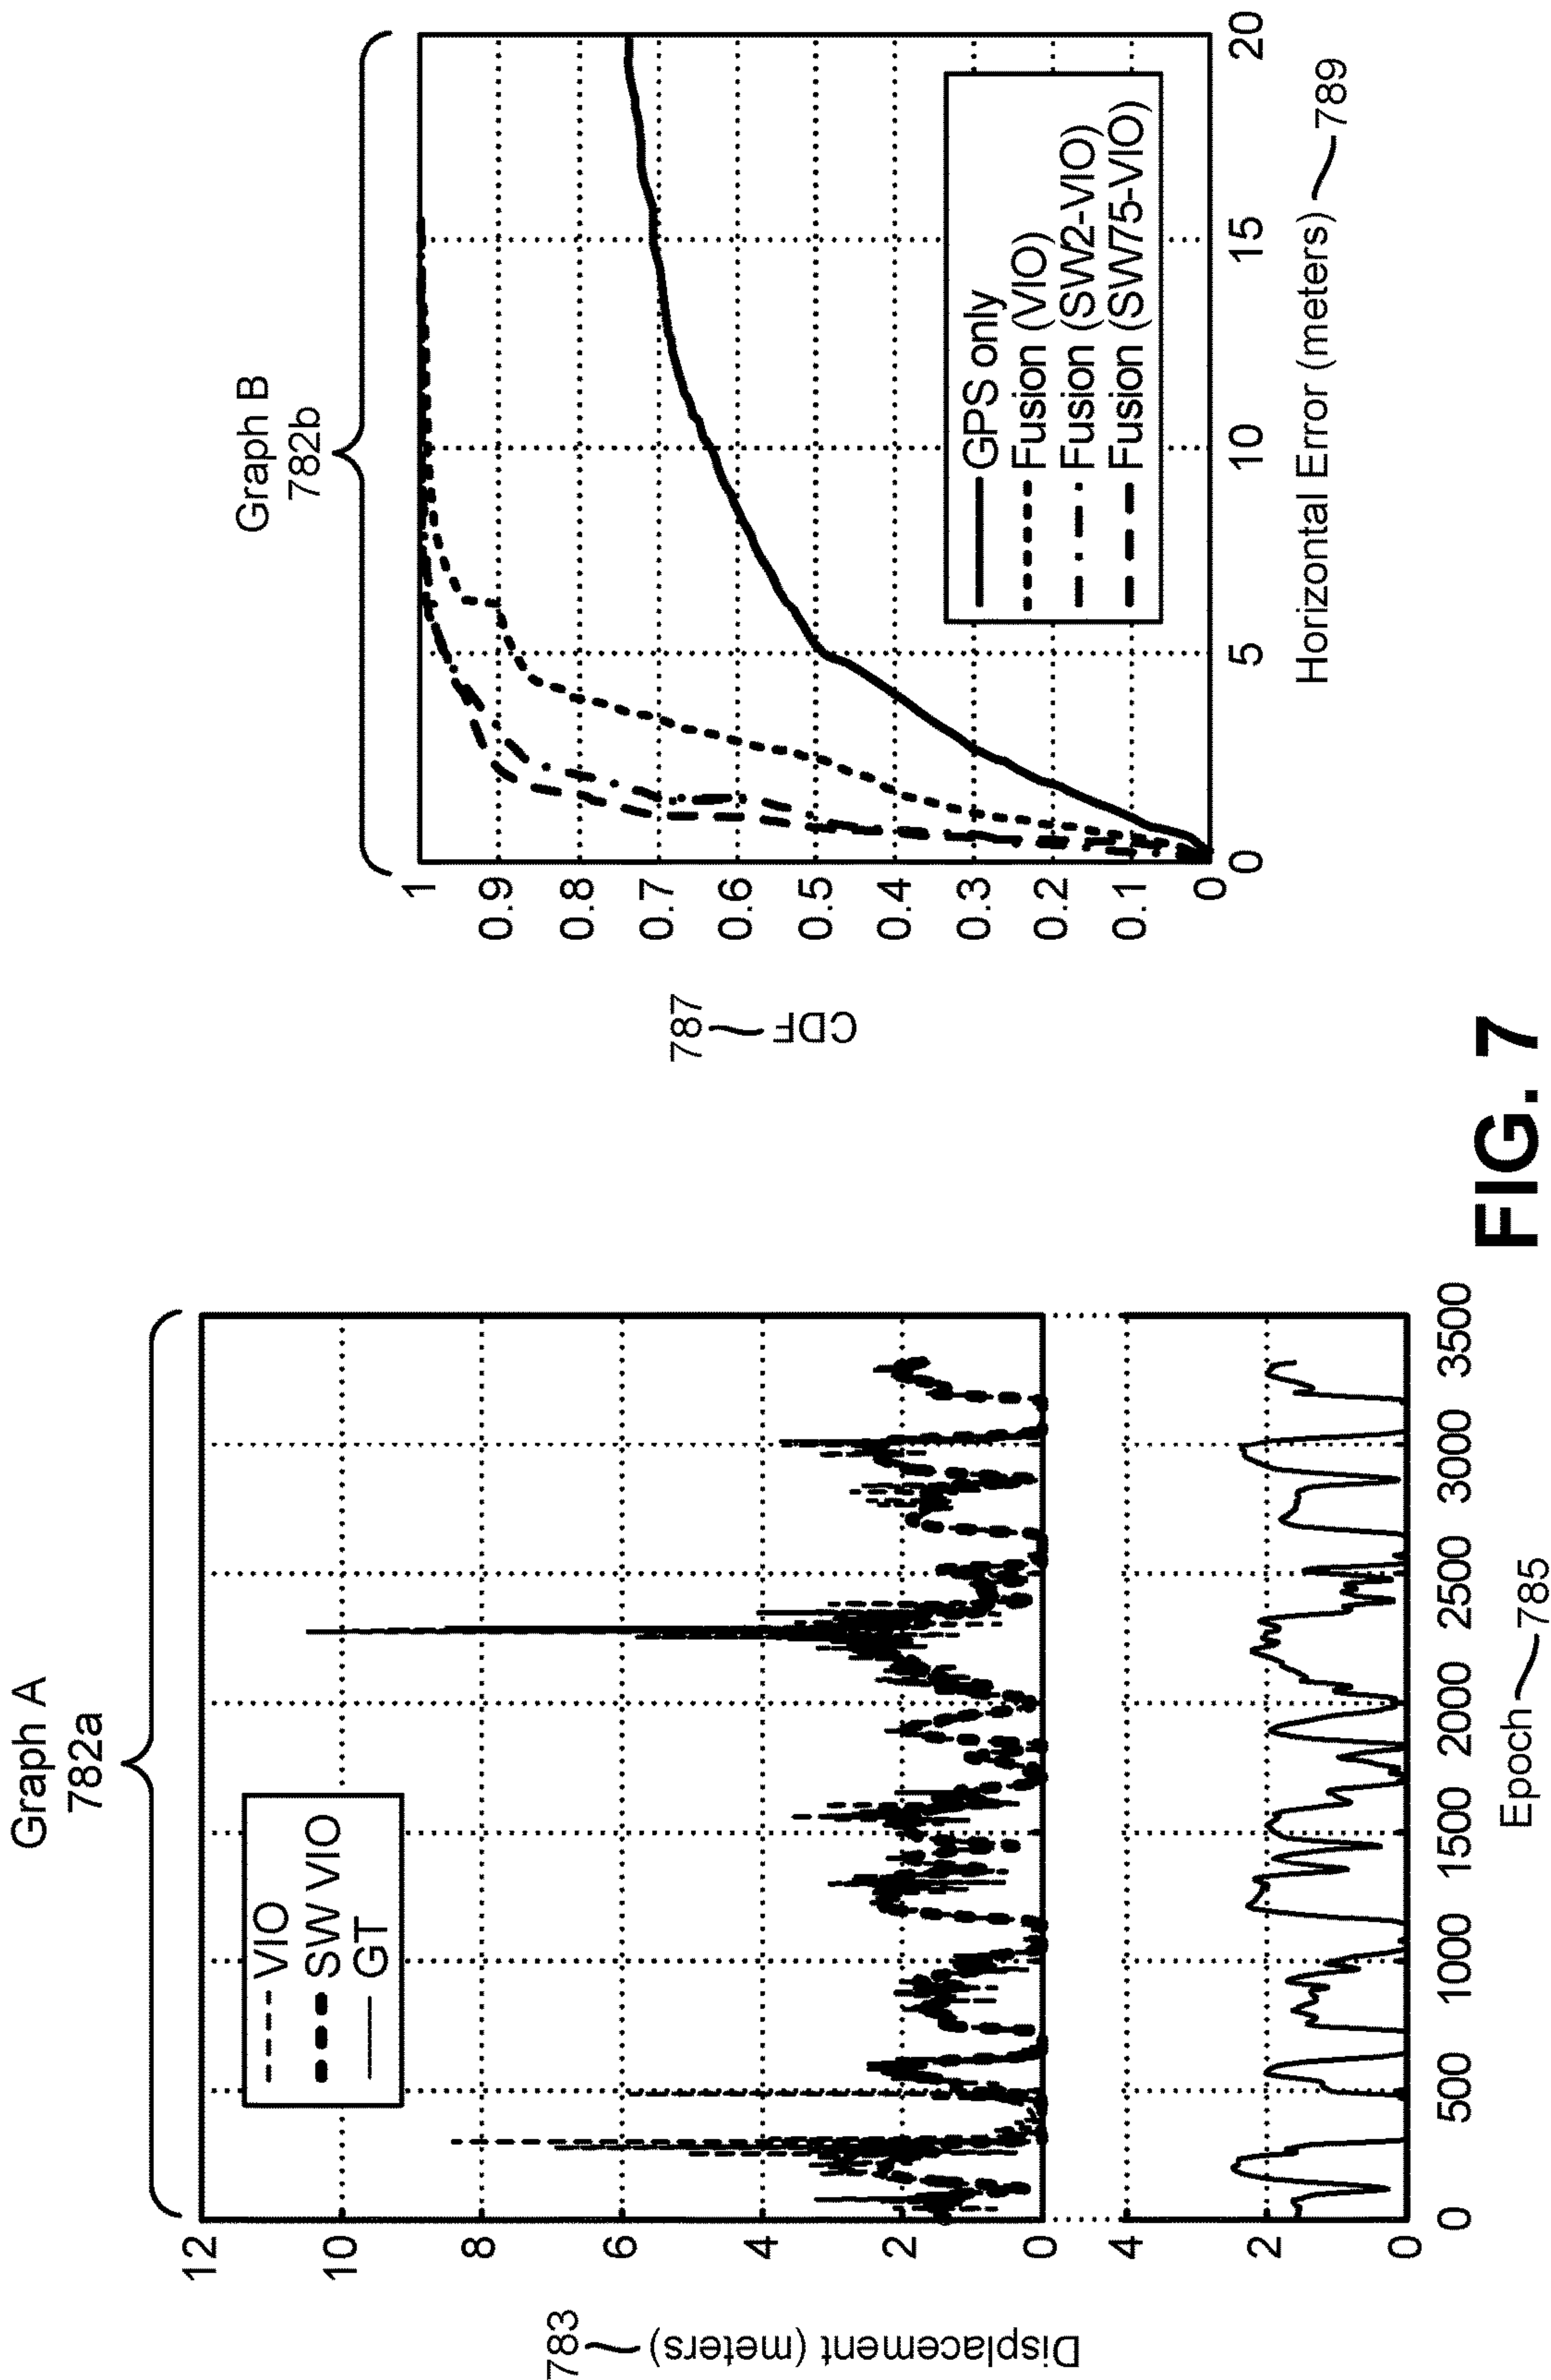 Graph A
782a
Displacement (meters)
783
12
10
8
6
4
2
0
4
2
0
VIO
SW VIO
GT
0
500
1000
1500
2000
2500
3000
3500
Epoch
785
Graph B
782b
CDF
787
1
0.9
0.8
0.7
0.6
0.5
0.4
0.3
0.2
0.1
0
GPS only
Fusion (VIO)
Fusion (SW2-VIO)
Fusion (SW75-VIO)
0
5
10
15
20
Horizontal Error (meters)
789
FIG. 7